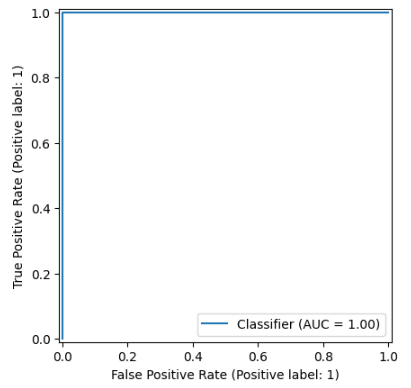 1.0
0.8
0.6
0.4
0.2
0.0
True Positive Rate (Positive label: 1)
Classifier (AUC = 1.00)
0.0 0.2 0.4 0.6 0.8 1.0
False Positive Rate (Positive label: 1)